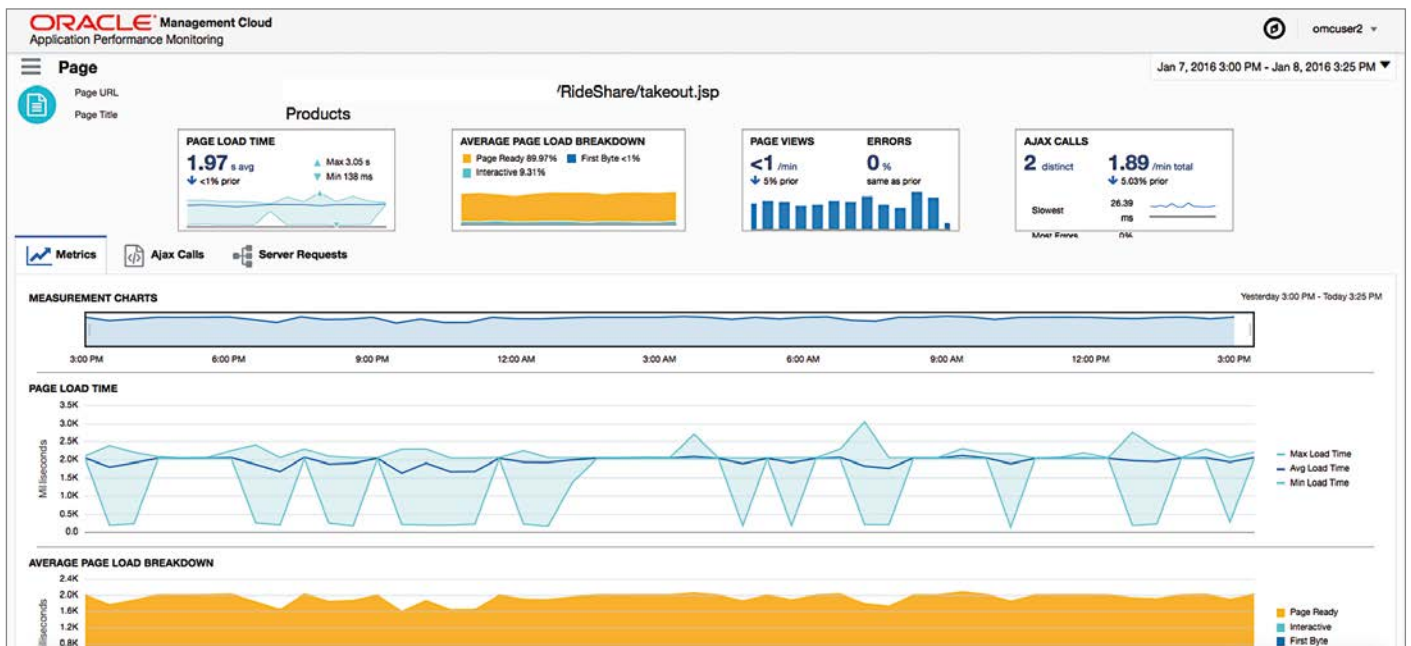 ORACLE Management Cloud
Application Performance Monitoring
omcuser2
Page
Jan 7, 2016 3:00 PM - Jan 8, 2016 3:25 PM
Page URL
/RideShare/takeout.jsp
Page Title
Products
PAGE LOAD TIME
1.97 s avg
Max 3.05 s
Min 138 ms
<1% prior
AVERAGE PAGE LOAD BREAKDOWN
Page Ready 89.97% First Byte <1%
Interactive 9.31%
PAGE VIEWS ERRORS
<1 /min 0 %
5% prior same as prior
AJAX CALLS
2 distinct 1.89 /min total
5.03% prior
Slowest 26.39 ms
Most Errors 0%
Metrics Ajax Calls Server Requests
MEASUREMENT CHARTS
Yesterday 3:00 PM - Today 3:25 PM
3:00 PM 6:00 PM 9:00 PM 12:00 AM 3:00 AM 6:00 AM 9:00 AM 12:00 PM 3:00 PM
PAGE LOAD TIME
Milliseconds
3.5K
3.0K
2.5K
2.0K
1.5K
1.0K
0.5K
0.0
Max Load Time
Avg Load Time
Min Load Time
AVERAGE PAGE LOAD BREAKDOWN
2.4K
2.0K
1.6K
1.2K
0.8K
Page Ready
Interactive
First Byte